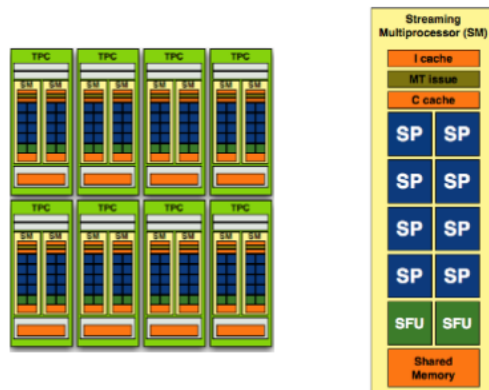 TPC TPC TPC TPC
SM SM SM SM SM SM SM SM
TPC TPC TPC TPC
SM SM SM SM SM SM SM SM
Streaming
Multiprocessor (SM)
I cache
MT issue
C cache
SP SP
SP SP
SP SP
SP SP
SFU SFU
Shared
Memory